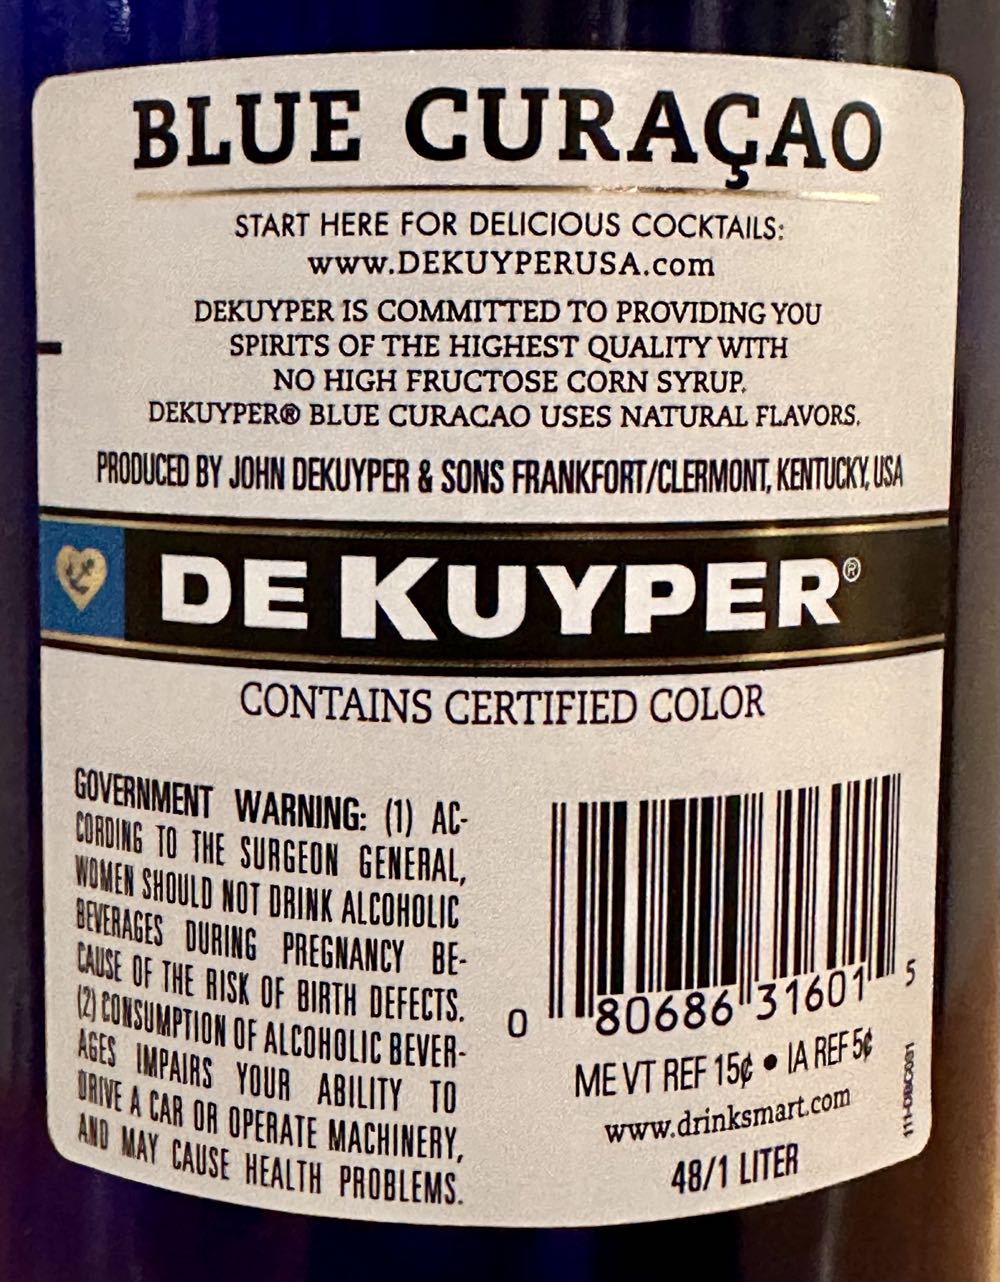 BLUE CURAÇAO
START HERE FOR DELICIOUS COCKTAILS:
www.DEKUYPERUSA.com
DEKUYPER IS COMMITTED TO PROVIDING YOU
SPIRITS OF THE HIGHEST QUALITY WITH
NO HIGH FRUCTOSE CORN SYRUP.
DEKUYPER® BLUE CURACAO USES NATURAL FLAVORS.
PRODUCED BY JOHN DEKUYPER & SONS FRANKFORT/CLERMONT, KENTUCKY, USA
DE KUYPER®
CONTAINS CERTIFIED COLOR
GOVERNMENT WARNING: (1) AC-
CORDING TO THE SURGEON GENERAL,
WOMEN SHOULD NOT DRINK ALCOHOLIC
BEVERAGES DURING PREGNANCY BE-
CAUSE OF THE RISK OF BIRTH DEFECTS.
(2) CONSUMPTION OF ALCOHOLIC BEVER-
AGES IMPAIRS YOUR ABILITY TO
DRIVE A CAR OR OPERATE MACHINERY,
AND MAY CAUSE HEALTH PROBLEMS.
0 80686 31601 5
ME VT REF 15¢ • IA REF 5¢
www.drinksmart.com
48/1 LITER